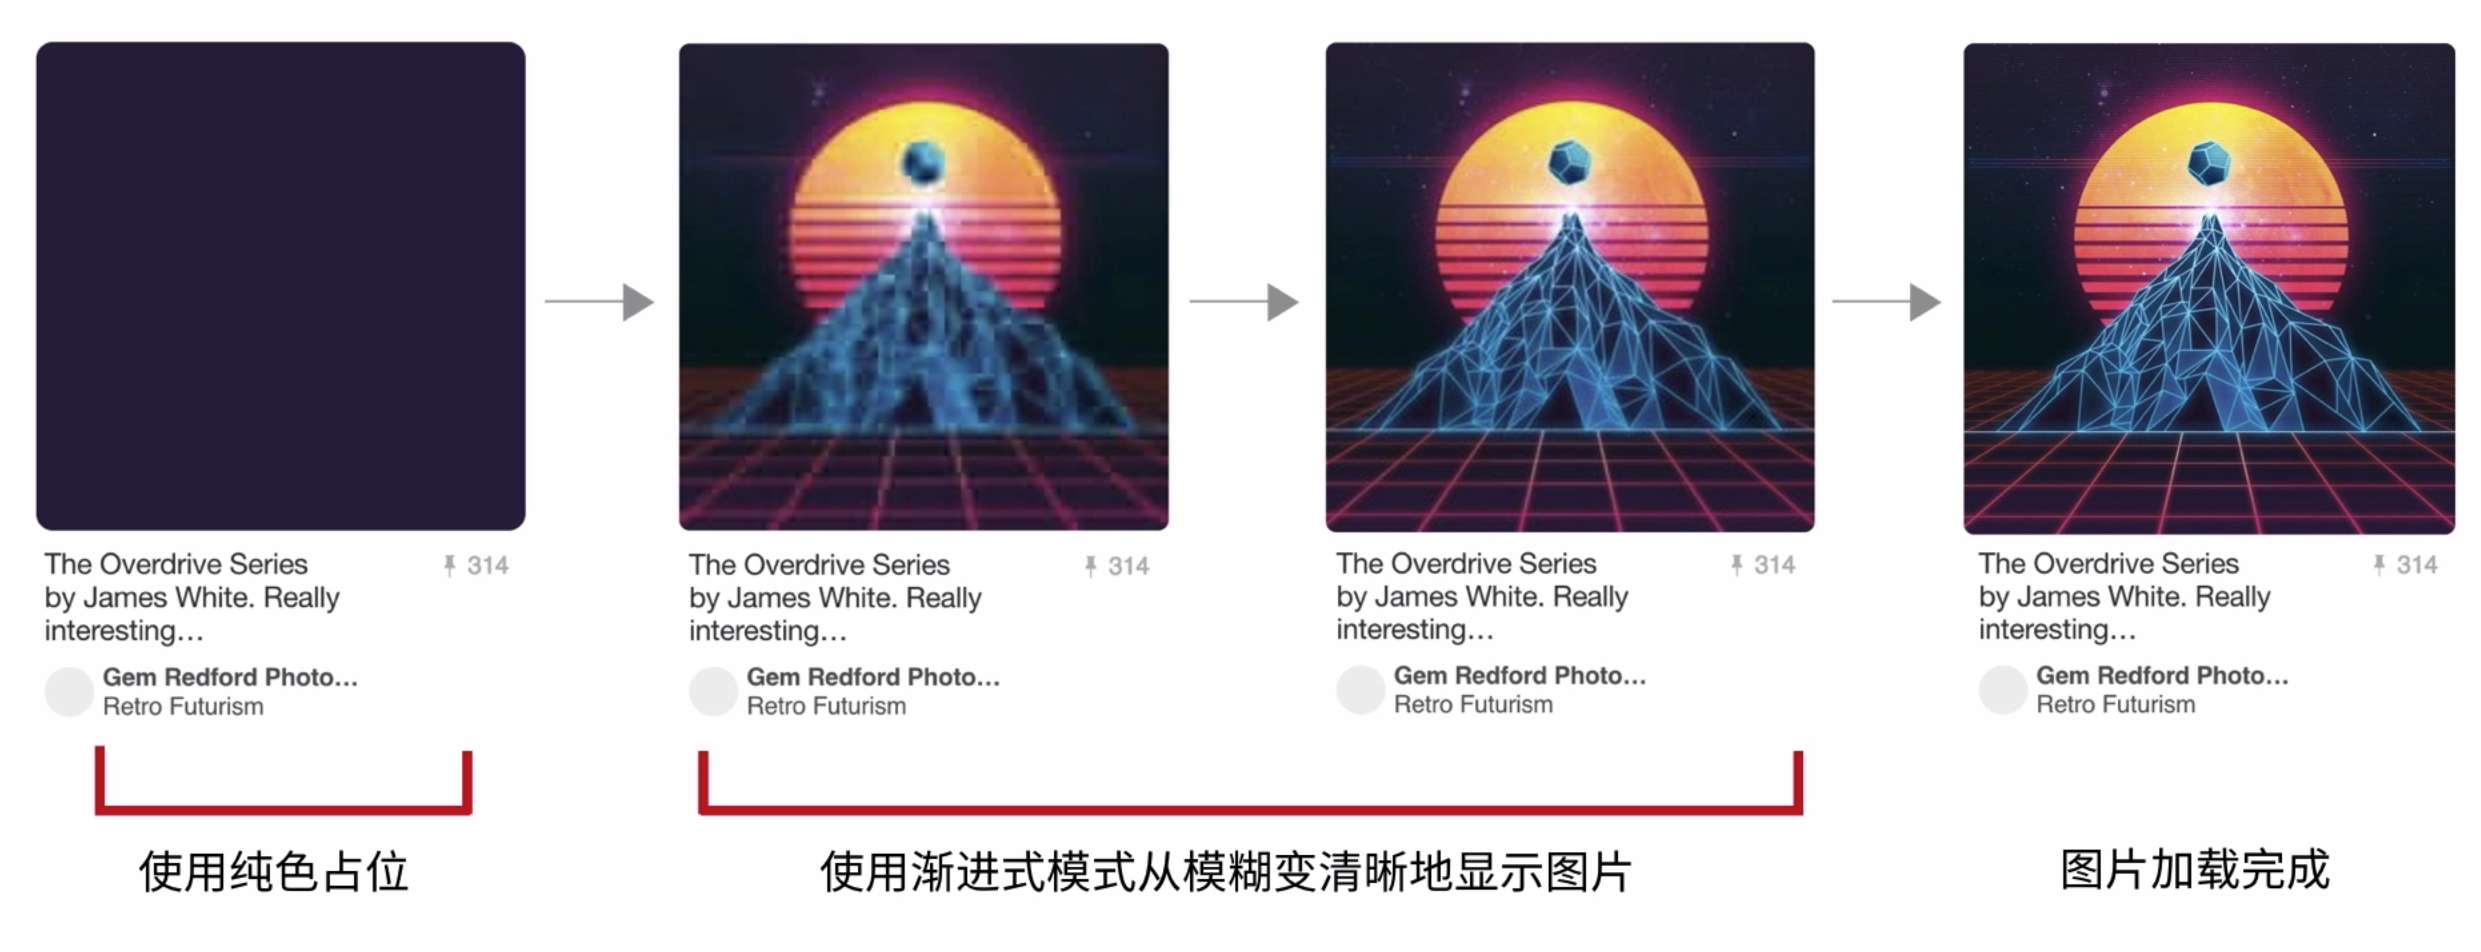 The Overdrive Series
by James White. Really
interesting...
314
Gem Redford Photo...
Retro Futurism
The Overdrive Series
by James White. Really
interesting...
314
Gem Redford Photo...
Retro Futurism
The Overdrive Series
by James White. Really
interesting...
314
Gem Redford Photo...
Retro Futurism
The Overdrive Series
by James White. Really
interesting...
314
Gem Redford Photo...
Retro Futurism
使用纯色占位
使用渐进式模式从模糊变清晰地显示图片
图片加载完成